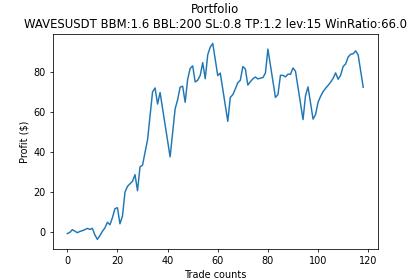 Portfolio
WAVESUSDT BBM:1.6 BBL:200 SL:0.8 TP:1.2 lev:15 WinRatio:66.0
80
60
40
20
0
Profit ($)
0 20 40 60 80 100 120
Trade counts